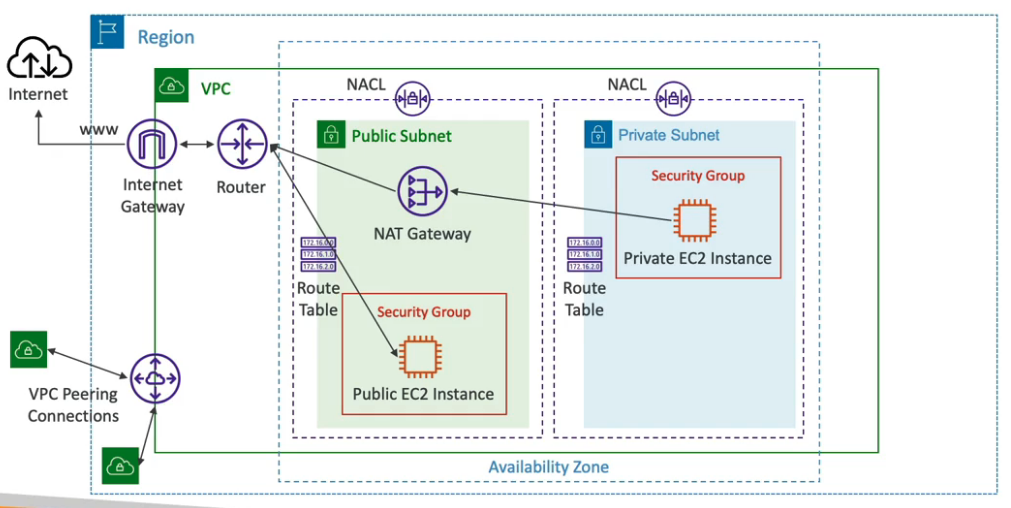 Region
Internet
VPC
www
Internet
Gateway
Router
NACL
Public Subnet
NAT Gateway
172.16.0.0
172.16.1.0
172.16.2.0
Route
Table
Security Group
Public EC2 Instance
NACL
Private Subnet
Security Group
Private EC2 Instance
172.16.0.0
172.16.1.0
172.16.2.0
Route
Table
VPC Peering
Connections
Availability Zone